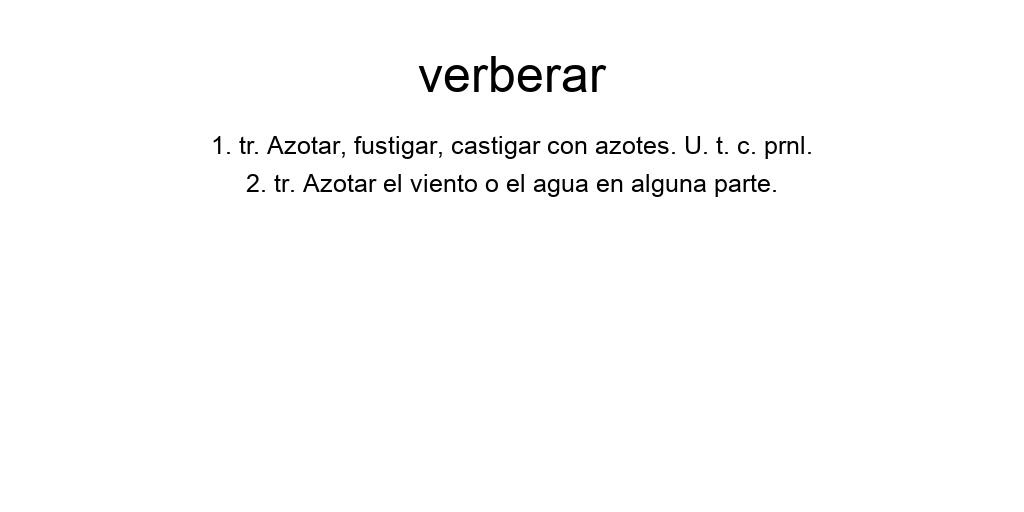 verberar
1. tr. Azotar, fustigar, castigar con azotes. U. t. c. prnl.
2. tr. Azotar el viento o el agua en alguna parte.